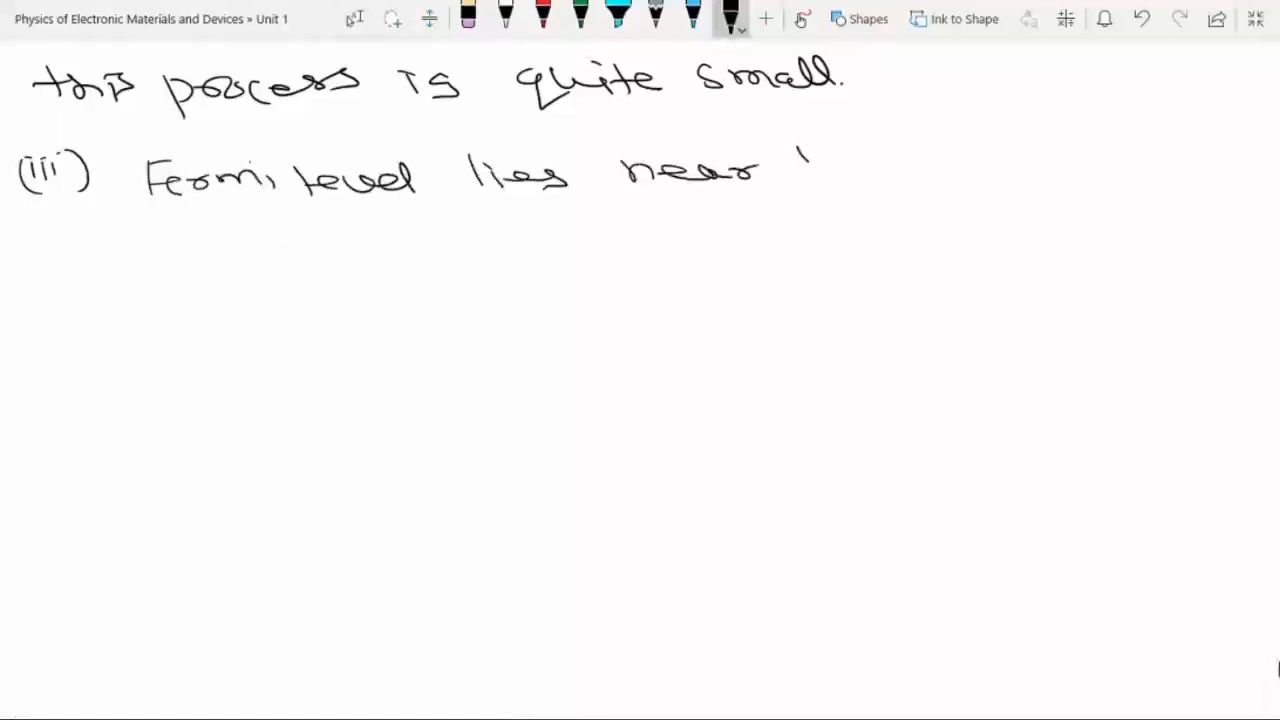 Physics of Electronic Materials and Devices » Unit 1
Shapes
Ink to Shape
this process is quite small.
(iii) Fermi level lies near